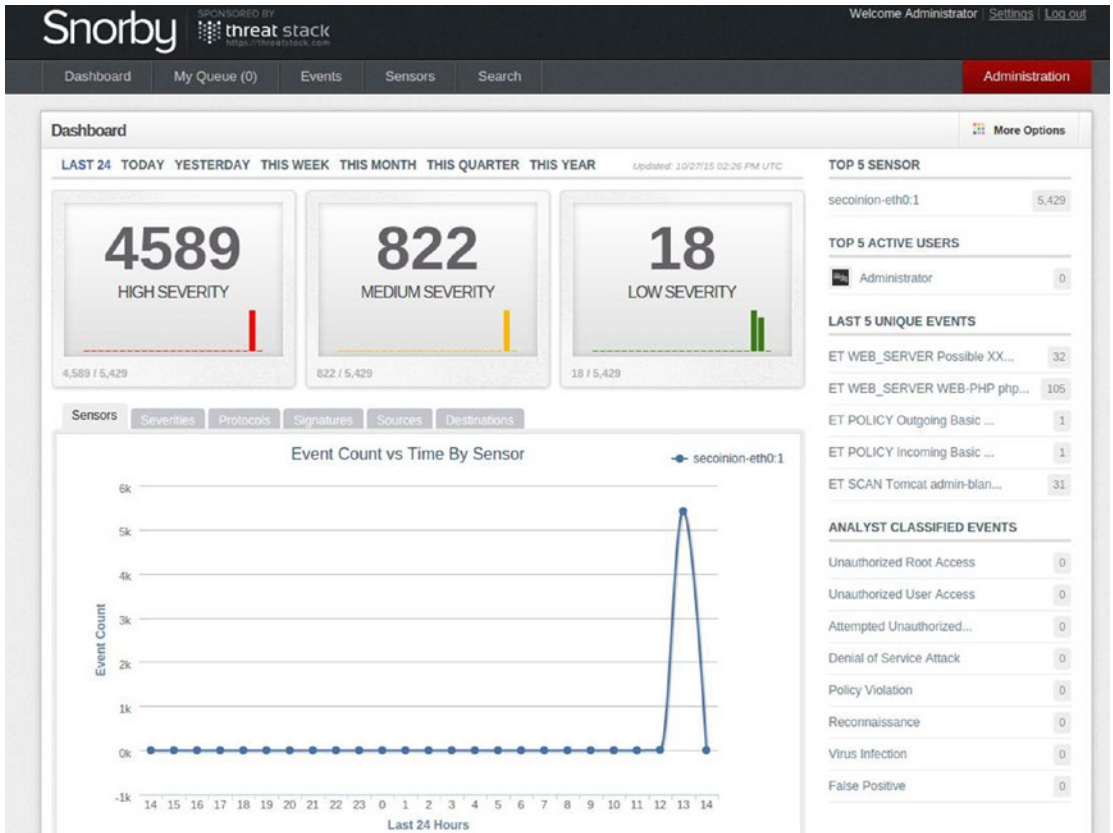 Snorby
SPONSORED BY
threat stack
https://threatstack.com
Welcome Administrator | Settings | Log out
Dashboard My Queue (0) Events Sensors Search Administration
Dashboard
More Options
LAST 24 TODAY YESTERDAY THIS WEEK THIS MONTH THIS QUARTER THIS YEAR
Updated: 10/27/15 02:26 PM UTC
4589
HIGH SEVERITY
4,589 / 5,429
822
MEDIUM SEVERITY
822 / 5,429
18
LOW SEVERITY
18 / 5,429
Sensors Severities Protocols Signatures Sources Destinations
Event Count vs Time By Sensor
secoinion-eth0:1
Event Count
6k
5k
4k
3k
2k
1k
0k
-1k
14 15 16 17 18 19 20 21 22 23 0 1 2 3 4 5 6 7 8 9 10 11 12 13 14
Last 24 Hours
TOP 5 SENSOR
secoinion-eth0:1 5,429
TOP 5 ACTIVE USERS
Administrator 0
LAST 5 UNIQUE EVENTS
ET WEB_SERVER Possible XX... 32
ET WEB_SERVER WEB-PHP php... 105
ET POLICY Outgoing Basic ... 1
ET POLICY Incoming Basic ... 1
ET SCAN Tomcat admin-blan... 31
ANALYST CLASSIFIED EVENTS
Unauthorized Root Access 0
Unauthorized User Access 0
Attempted Unauthorized... 0
Denial of Service Attack 0
Policy Violation 0
Reconnaissance 0
Virus Infection 0
False Positive 0